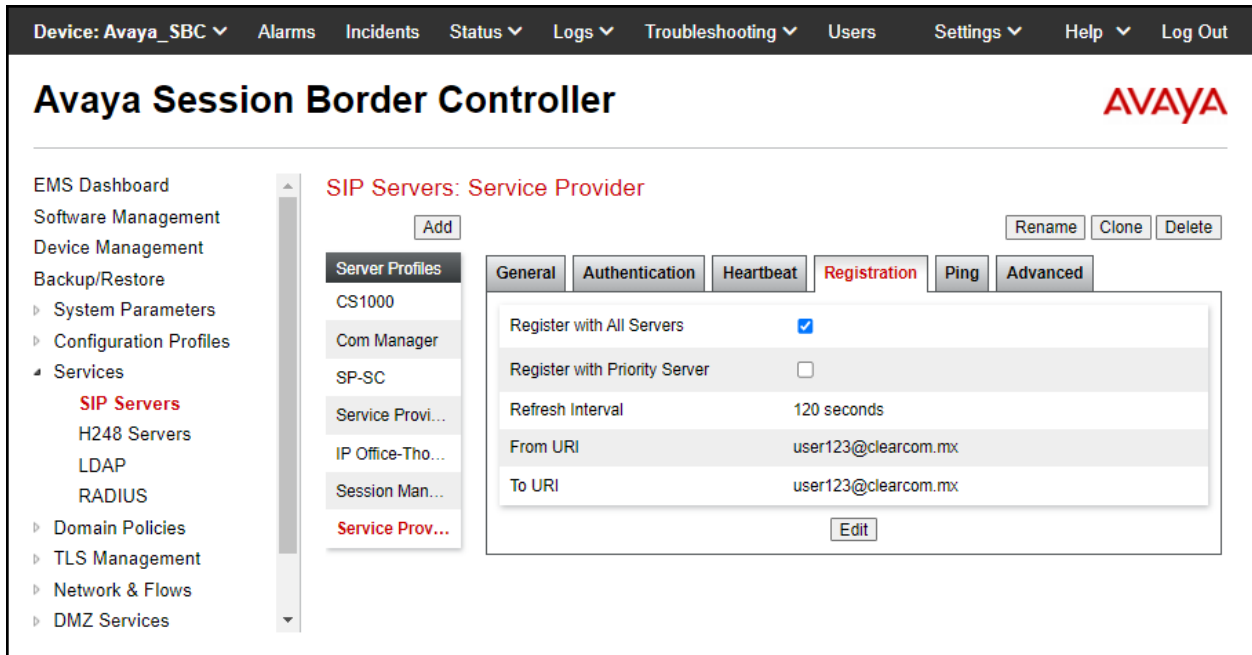 Device: Avaya_SBC Alarms Incidents Status Logs Troubleshooting Users Settings Help Log Out
Avaya Session Border Controller
AVAYA
EMS Dashboard
Software Management
Device Management
Backup/Restore
System Parameters
Configuration Profiles
Services
SIP Servers
H248 Servers
LDAP
RADIUS
Domain Policies
TLS Management
Network & Flows
DMZ Services
SIP Servers: Service Provider
Add
Rename Clone Delete
Server Profiles
CS1000
Com Manager
SP-SC
Service Provi...
IP Office-Tho...
Session Man...
Service Prov...
General Authentication Heartbeat Registration Ping Advanced
Register with All Servers
Register with Priority Server
Refresh Interval 120 seconds
From URI user123@clearcom.mx
To URI user123@clearcom.mx
Edit